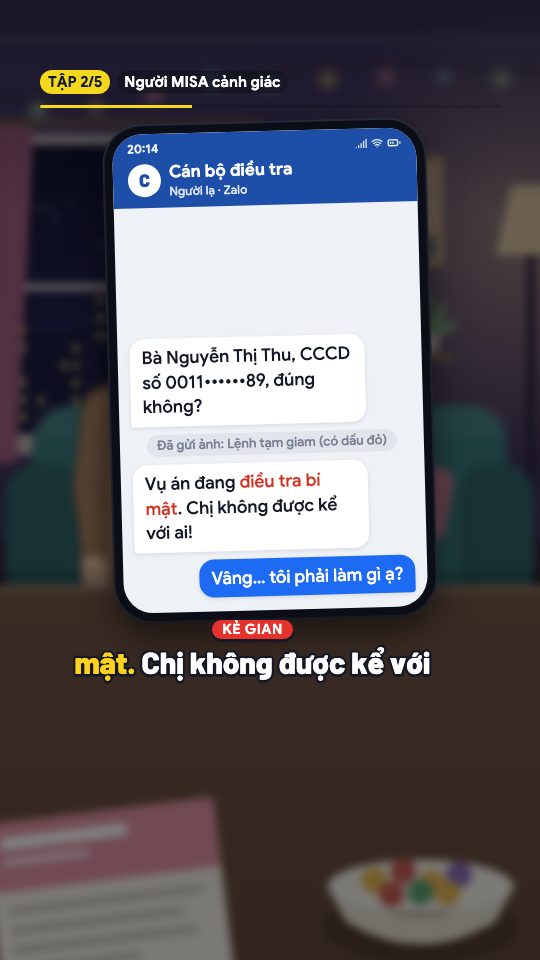 TẬP 2/5 Người MISA cảnh giác
20:14
C
Cán bộ điều tra
Người lạ · Zalo
Bà Nguyễn Thị Thu, CCCD
số 0011••••••89, đúng
không?
Đã gửi ảnh: Lệnh tạm giam (có dấu đỏ)
Vụ án đang điều tra bí
mật. Chị không được kể
với ai!
Vâng... tôi phải làm gì ạ?
KẺ GIAN
mật. Chị không được kể với